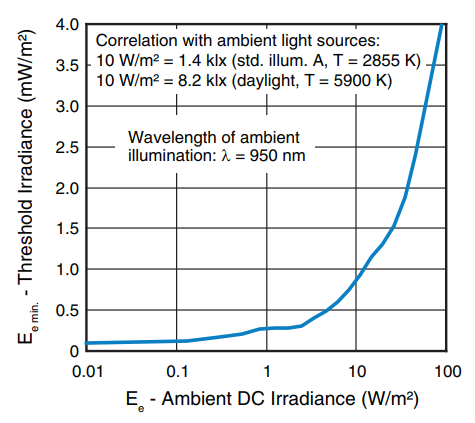 4.0
3.5
3.0
2.5
2.0
1.5
1.0
0.5
0
Ee min. - Threshold Irradiance (mW/m²)
Correlation with ambient light sources:
10 W/m² = 1.4 klx (std. illum. A, T = 2855 K)
10 W/m² = 8.2 klx (daylight, T = 5900 K)
Wavelength of ambient
illumination: λ = 950 nm
0.01 0.1 1 10 100
Ee - Ambient DC Irradiance (W/m²)